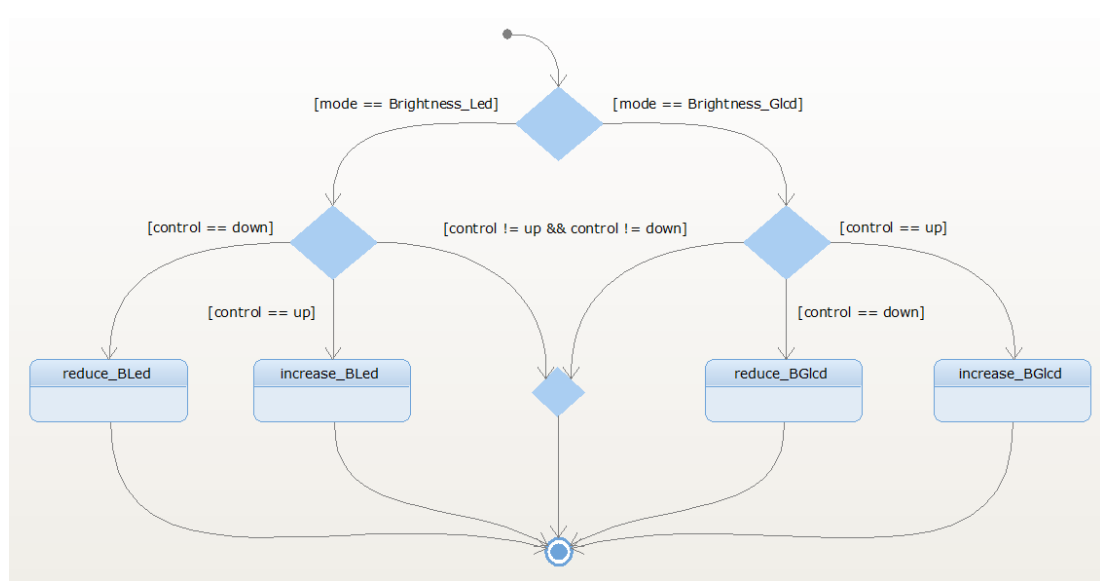 [mode == Brightness_Led]
[mode == Brightness_Glcd]
[control == down]
[control != up && control != down]
[control == up]
[control == up]
[control == down]
reduce_BLed
increase_BLed
reduce_BGlcd
increase_BGlcd